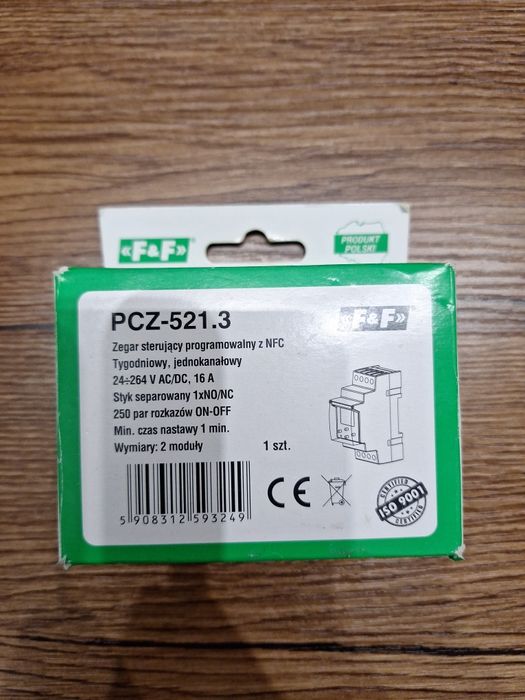 «F&F»
PRODUKT
POLSKI
PCZ-521.3
«F&F»
Zegar sterujący programowalny z NFC
Tygodniowy, jednokanałowy
24÷264 V AC/DC, 16 A
Styk separowany 1xNO/NC
250 par rozkazów ON-OFF
Min. czas nastawy 1 min.
Wymiary: 2 moduły
1 szt.
5 908312 593249
CE
CERTIFIED
ISO 9001
CERTIFIED